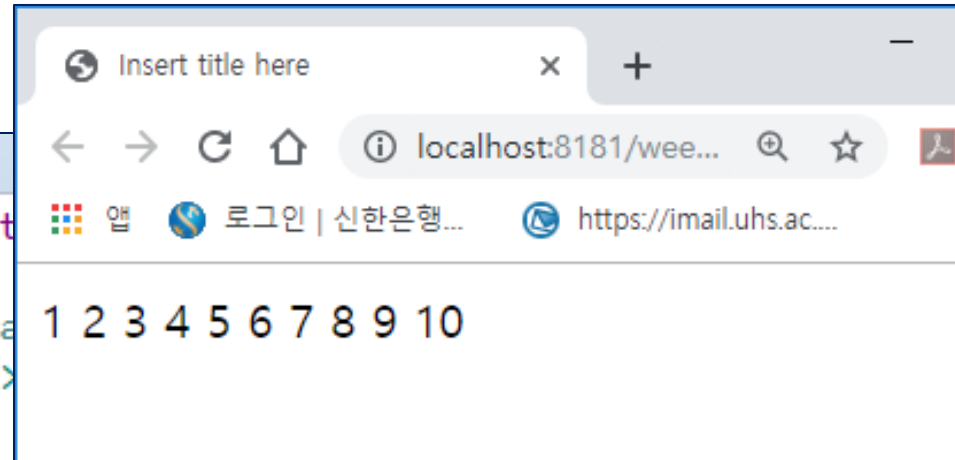 Insert title here
localhost:8181/wee...
앱 로그인 | 신한은행... https://imail.uhs.ac....
1 2 3 4 5 6 7 8 9 10